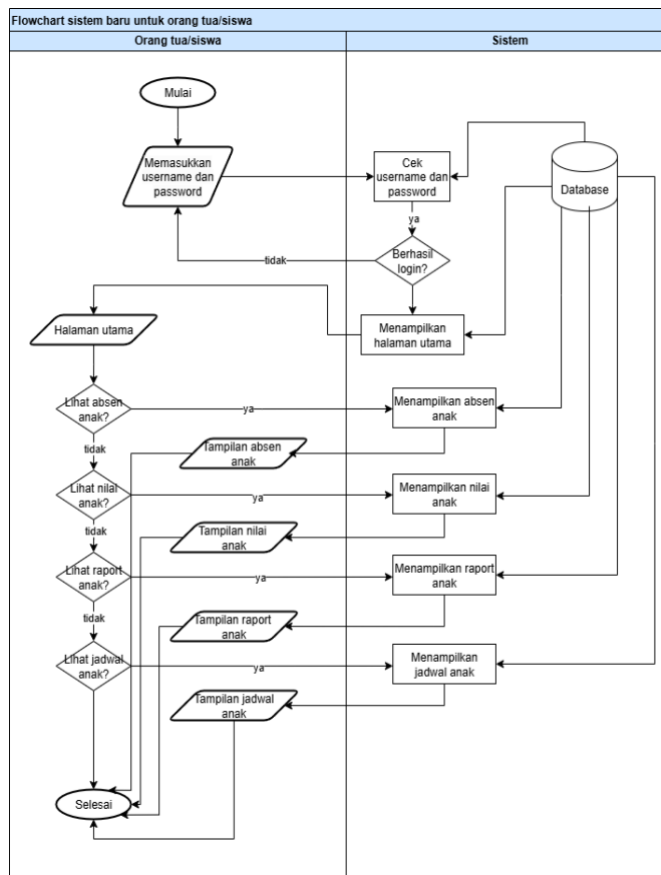 Flowchart sistem baru untuk orang tua/siswa
Orang tua/siswa
Sistem
Mulai
Memasukkan
username dan
password
Cek
username dan
password
Database
ya
Berhasil
login?
tidak
Halaman utama
Menampilkan
halaman utama
Lihat absen
anak?
ya
Menampilkan absen
anak
tidak
Tampilan absen
anak
Lihat nilai
anak?
ya
Menampilkan nilai
anak
tidak
Tampilan nilai
anak
Lihat raport
anak?
ya
Menampilkan raport
anak
tidak
Tampilan raport
anak
Lihat jadwal
anak?
ya
Menampilkan
jadwal anak
Tampilan jadwal
anak
Selesai